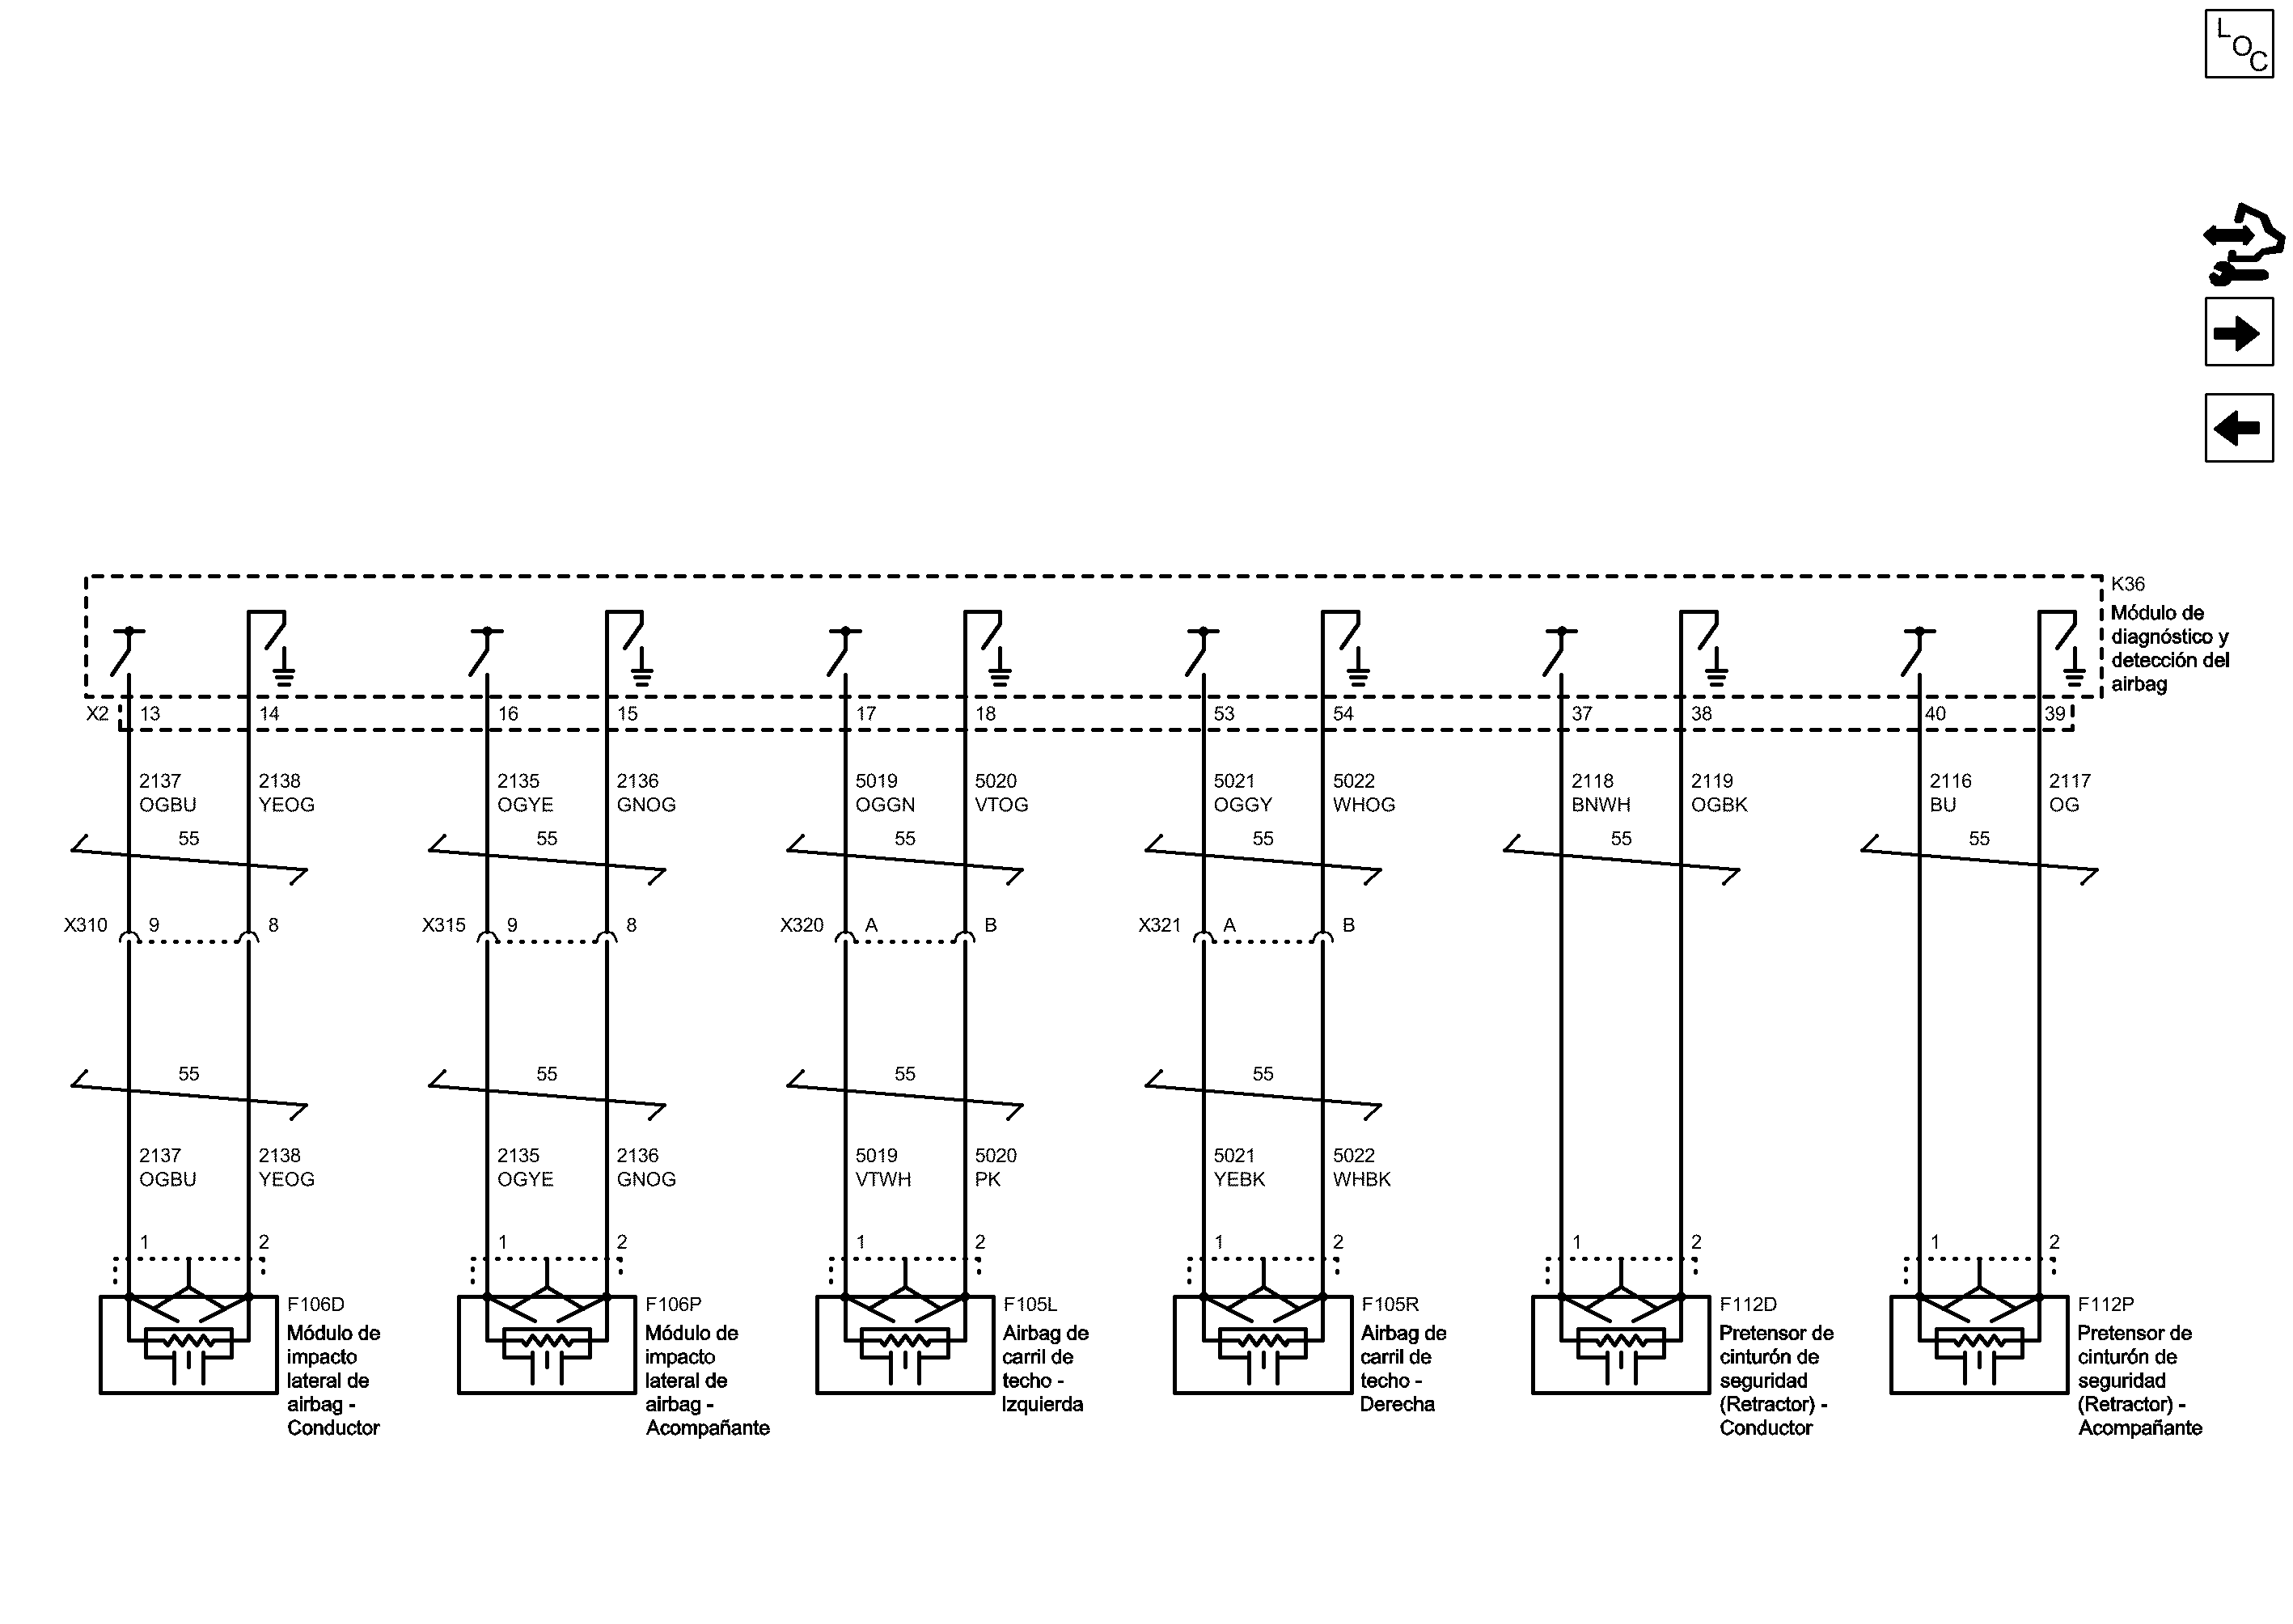 LOC
K36
Módulo de
diagnóstico y
detección del
airbag
X2 13 14 16 15 17 18 53 54 37 38 40 39
2137 2138 2135 2136 5019 5020 5021 5022 2118 2119 2116 2117
OGBU YEOG OGYE GNOG OGGN VTOG OGGY WHOG BNWH OGBK BU OG
55 55 55 55 55 55
X310 9 8 X315 9 8 X320 A B X321 A B
55 55 55 55
2137 2138 2135 2136 5019 5020 5021 5022
OGBU YEOG OGYE GNOG VTWH PK YEBK WHBK
1 2 1 2 1 2 1 2 1 2 1 2
F106D
Módulo de
impacto
lateral de
airbag -
Conductor
F106P
Módulo de
impacto
lateral de
airbag -
Acompañante
F105L
Airbag de
carril de
techo -
Izquierda
F105R
Airbag de
carril de
techo -
Derecha
F112D
Pretensor de
cinturón de
seguridad
(Retractor) -
Conductor
F112P
Pretensor de
cinturón de
seguridad
(Retractor) -
Acompañante